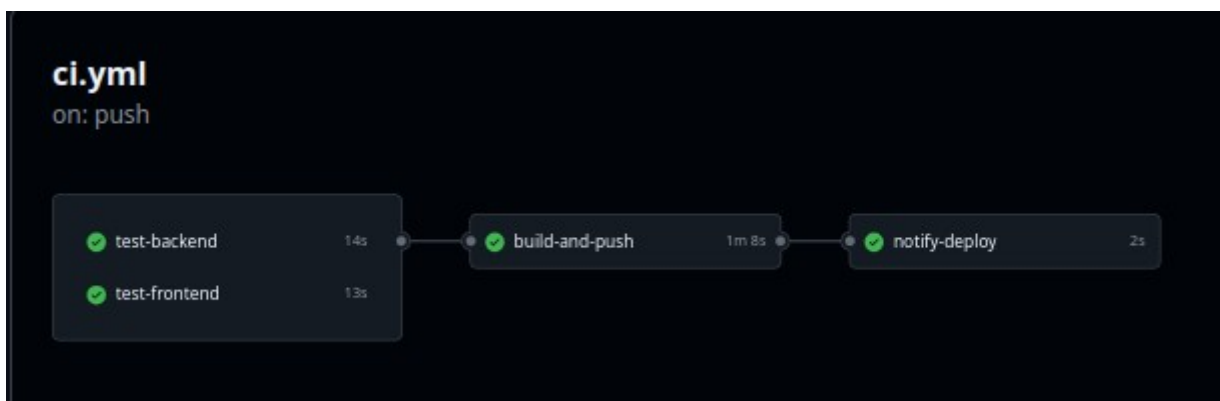 ci.yml
on: push
test-backend 14s
test-frontend 13s
build-and-push 1m 8s
notify-deploy 2s